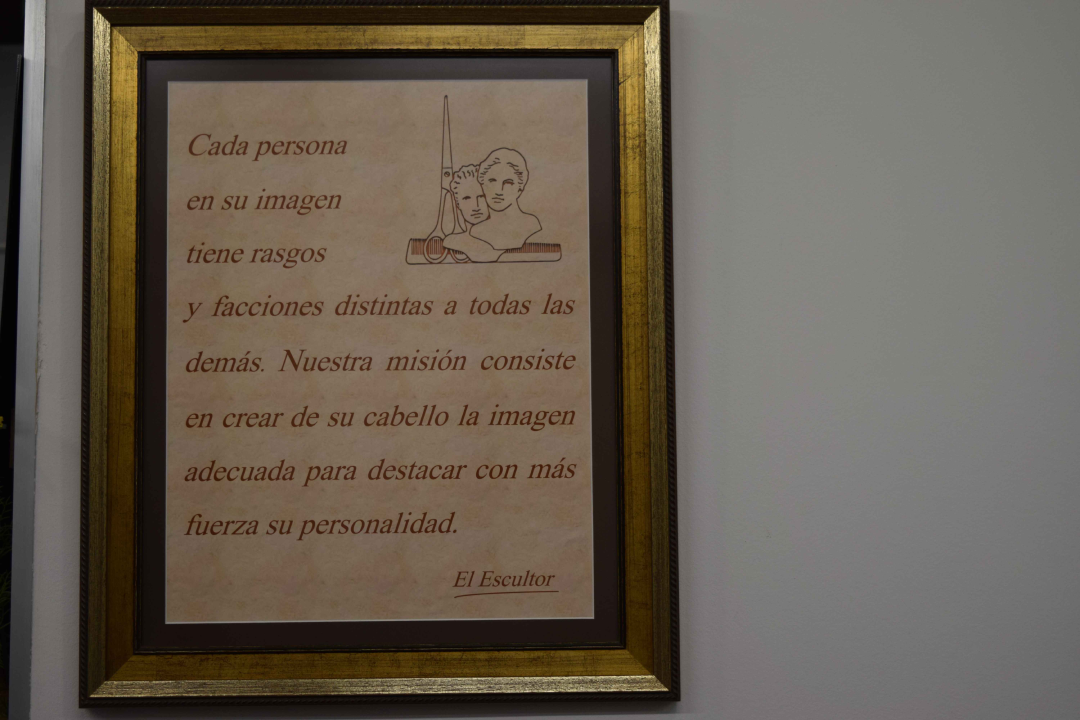 Cada persona
en su imagen
tiene rasgos
y facciones distintas a todas las
demás. Nuestra misión consiste
en crear de su cabello la imagen
adecuada para destacar con más
fuerza su personalidad.
El Escultor